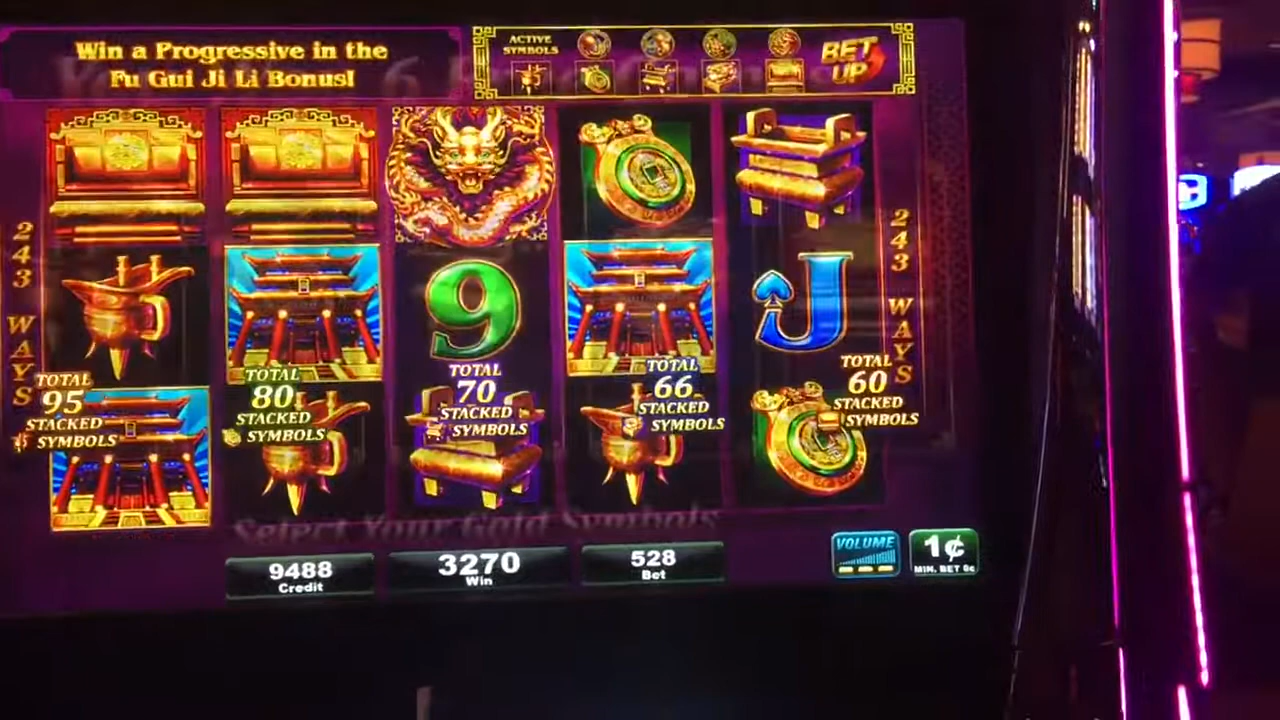 Win a Progressive in the
Fu Gui Ji Li Bonus!
ACTIVE
SYMBOLS
BET
UP
243 WAYS
243 WAYS
9
J
TOTAL
95
STACKED
SYMBOLS
TOTAL
80
STACKED
SYMBOLS
TOTAL
70
STACKED
SYMBOLS
TOTAL
66
STACKED
SYMBOLS
TOTAL
60
STACKED
SYMBOLS
Select Your Gold Symbols
9488
Credit
3270
Win
528
Bet
VOLUME
1¢
MIN. BET 8¢